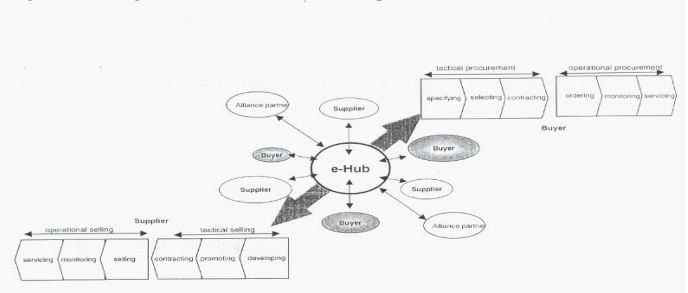 tactical procurement
operational procurement
specifying
selecting
contracting
ordering
monitoring
servicing
Buyer
Alliance partner
Supplier
Buyer
Buyer
e-Hub
Supplier
Supplier
Buyer
Alliance partner
Supplier
operational selling
tactical selling
servicing
monitoring
selling
contracting
promoting
developing